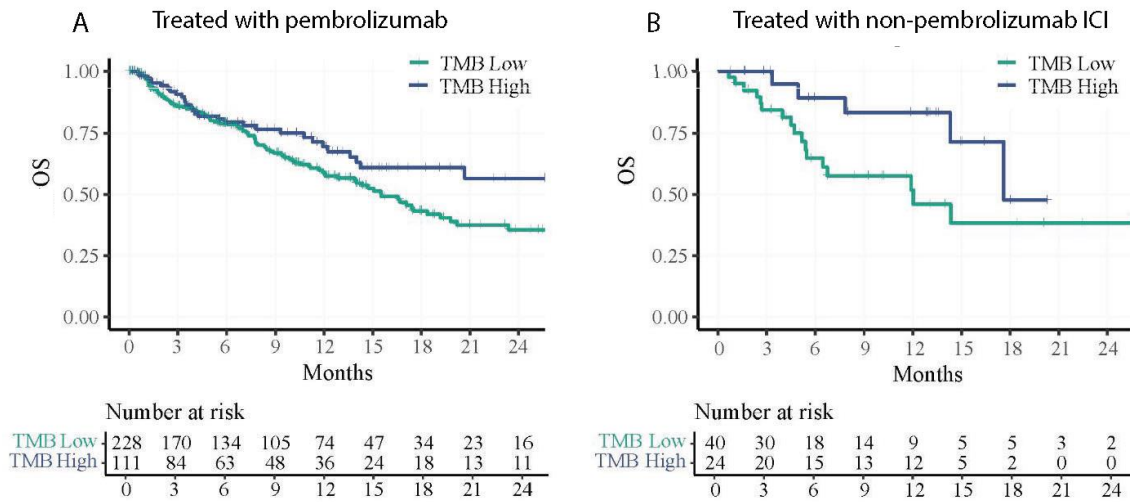 A Treated with pembrolizumab
TMB Low
TMB High
1.00
0.75
0.50
0.25
0.00
OS
0 3 6 9 12 15 18 21 24
Months
Number at risk
TMB Low 228 170 134 105 74 47 34 23 16
TMB High 111 84 63 48 36 24 18 13 11
0 3 6 9 12 15 18 21 24
B Treated with non-pembrolizumab ICI
TMB Low
TMB High
1.00
0.75
0.50
0.25
0.00
OS
0 3 6 9 12 15 18 21 24
Months
Number at risk
TMB Low 40 30 18 14 9 5 5 3 2
TMB High 24 20 15 13 12 5 2 0 0
0 3 6 9 12 15 18 21 24